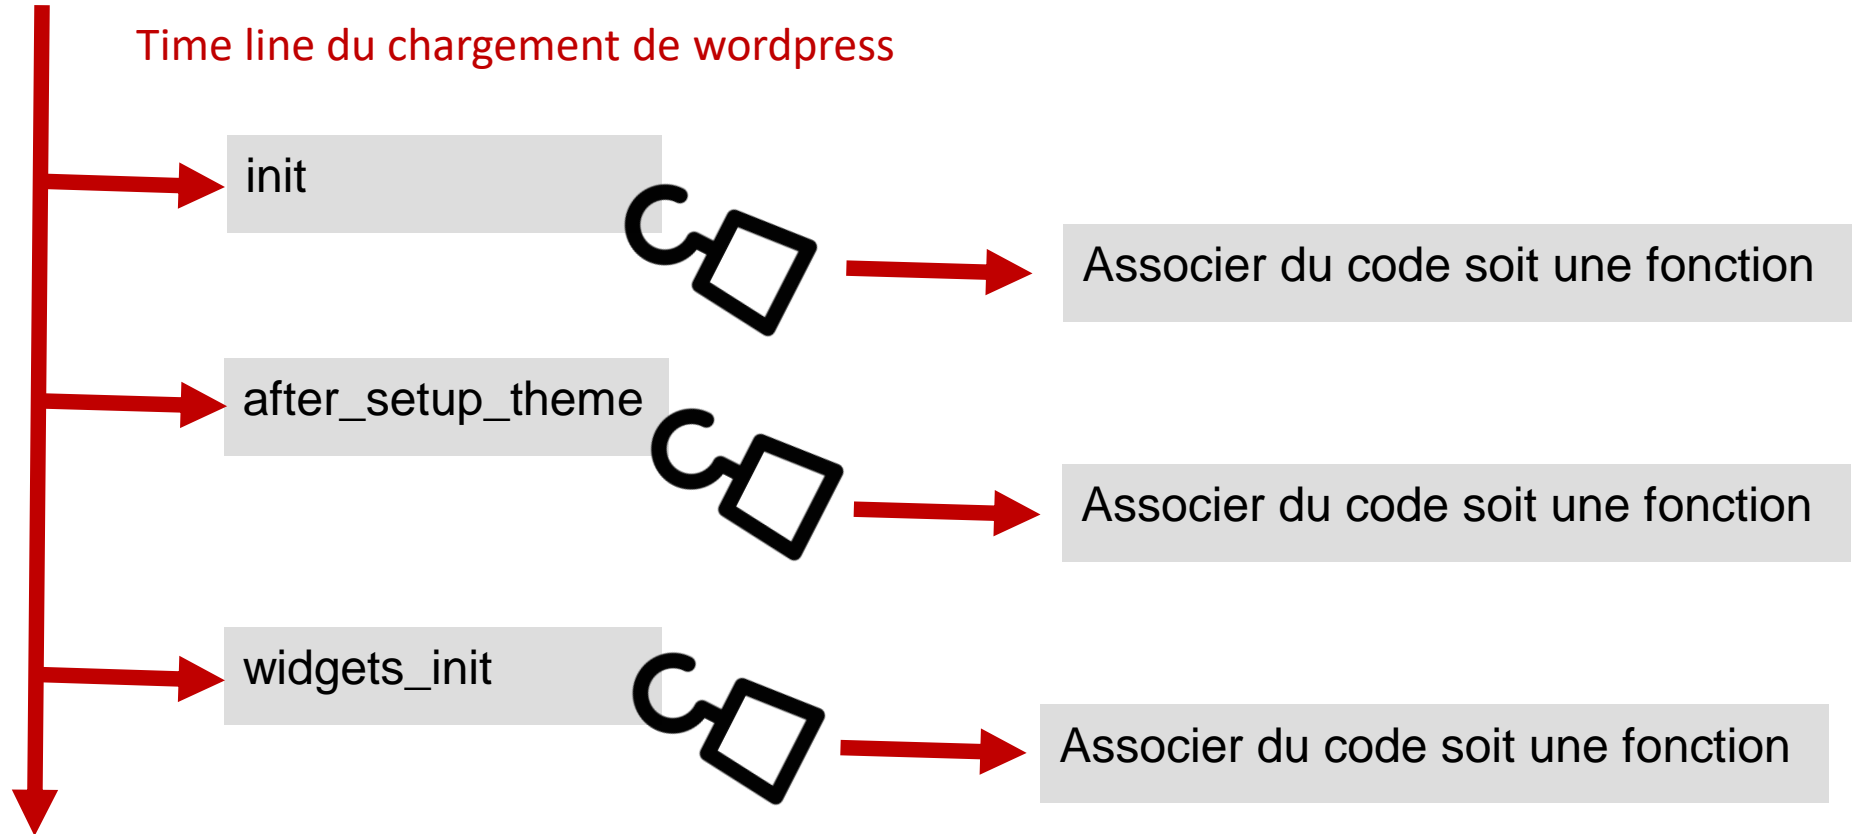 Time line du chargement de wordpress
init
Associer du code soit une fonction
after_setup_theme
Associer du code soit une fonction
widgets_init
Associer du code soit une fonction